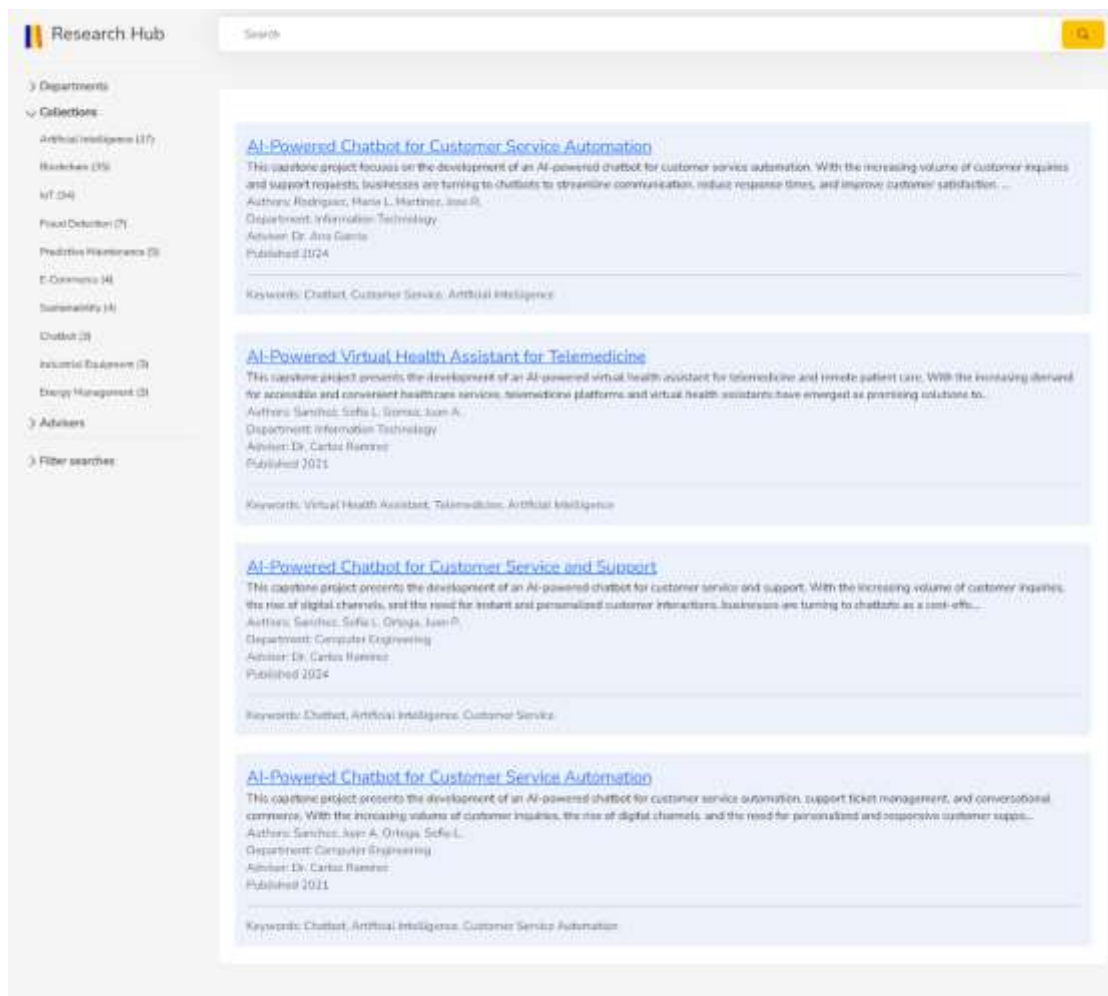 Research Hub
Search
Departments
Collections
Artificial Intelligence (37)
Blockchain (35)
IoT (34)
Fraud Detection (7)
Predictive Maintenance (5)
E-Commerce (4)
Sustainability (4)
Chatbot (3)
Industrial Equipment (3)
Energy Management (3)
Advisers
Filter searches
AI-Powered Chatbot for Customer Service Automation
This capstone project focuses on the development of an AI-powered chatbot for customer service automation. With the increasing volume of customer inquiries
and support requests, businesses are turning to chatbots to streamline communication, reduce response times, and improve customer satisfaction. ...
Authors: Rodriguez, Maria L. Martinez, Jose R.
Department: Information Technology
Adviser: Dr. Ana Garcia
Published 2024
Keywords: Chatbot, Customer Service, Artificial Intelligence
AI-Powered Virtual Health Assistant for Telemedicine
This capstone project presents the development of an AI-powered virtual health assistant for telemedicine and remote patient care. With the increasing demand
for accessible and convenient healthcare services, telemedicine platforms and virtual health assistants have emerged as promising solutions to...
Authors: Sanchez, Sofia L. Gomez, Juan A.
Department: Information Technology
Adviser: Dr. Carlos Ramirez
Published 2021
Keywords: Virtual Health Assistant, Telemedicine, Artificial Intelligence
AI-Powered Chatbot for Customer Service and Support
This capstone project presents the development of an AI-powered chatbot for customer service and support. With the increasing volume of customer inquiries,
the rise of digital channels, and the need for instant and personalized customer interactions, businesses are turning to chatbots as a cost-effe...
Authors: Sanchez, Sofia L. Ortega, Juan P.
Department: Computer Engineering
Adviser: Dr. Carlos Ramirez
Published 2024
Keywords: Chatbot, Artificial Intelligence, Customer Service
AI-Powered Chatbot for Customer Service Automation
This capstone project presents the development of an AI-powered chatbot for customer service automation, support ticket management, and conversational
commerce. With the increasing volume of customer inquiries, the rise of digital channels, and the need for personalized and responsive customer suppo...
Authors: Sanchez, Juan A. Ortega, Sofia L.
Department: Computer Engineering
Adviser: Dr. Carlos Ramirez
Published 2021
Keywords: Chatbot, Artificial Intelligence, Customer Service Automation